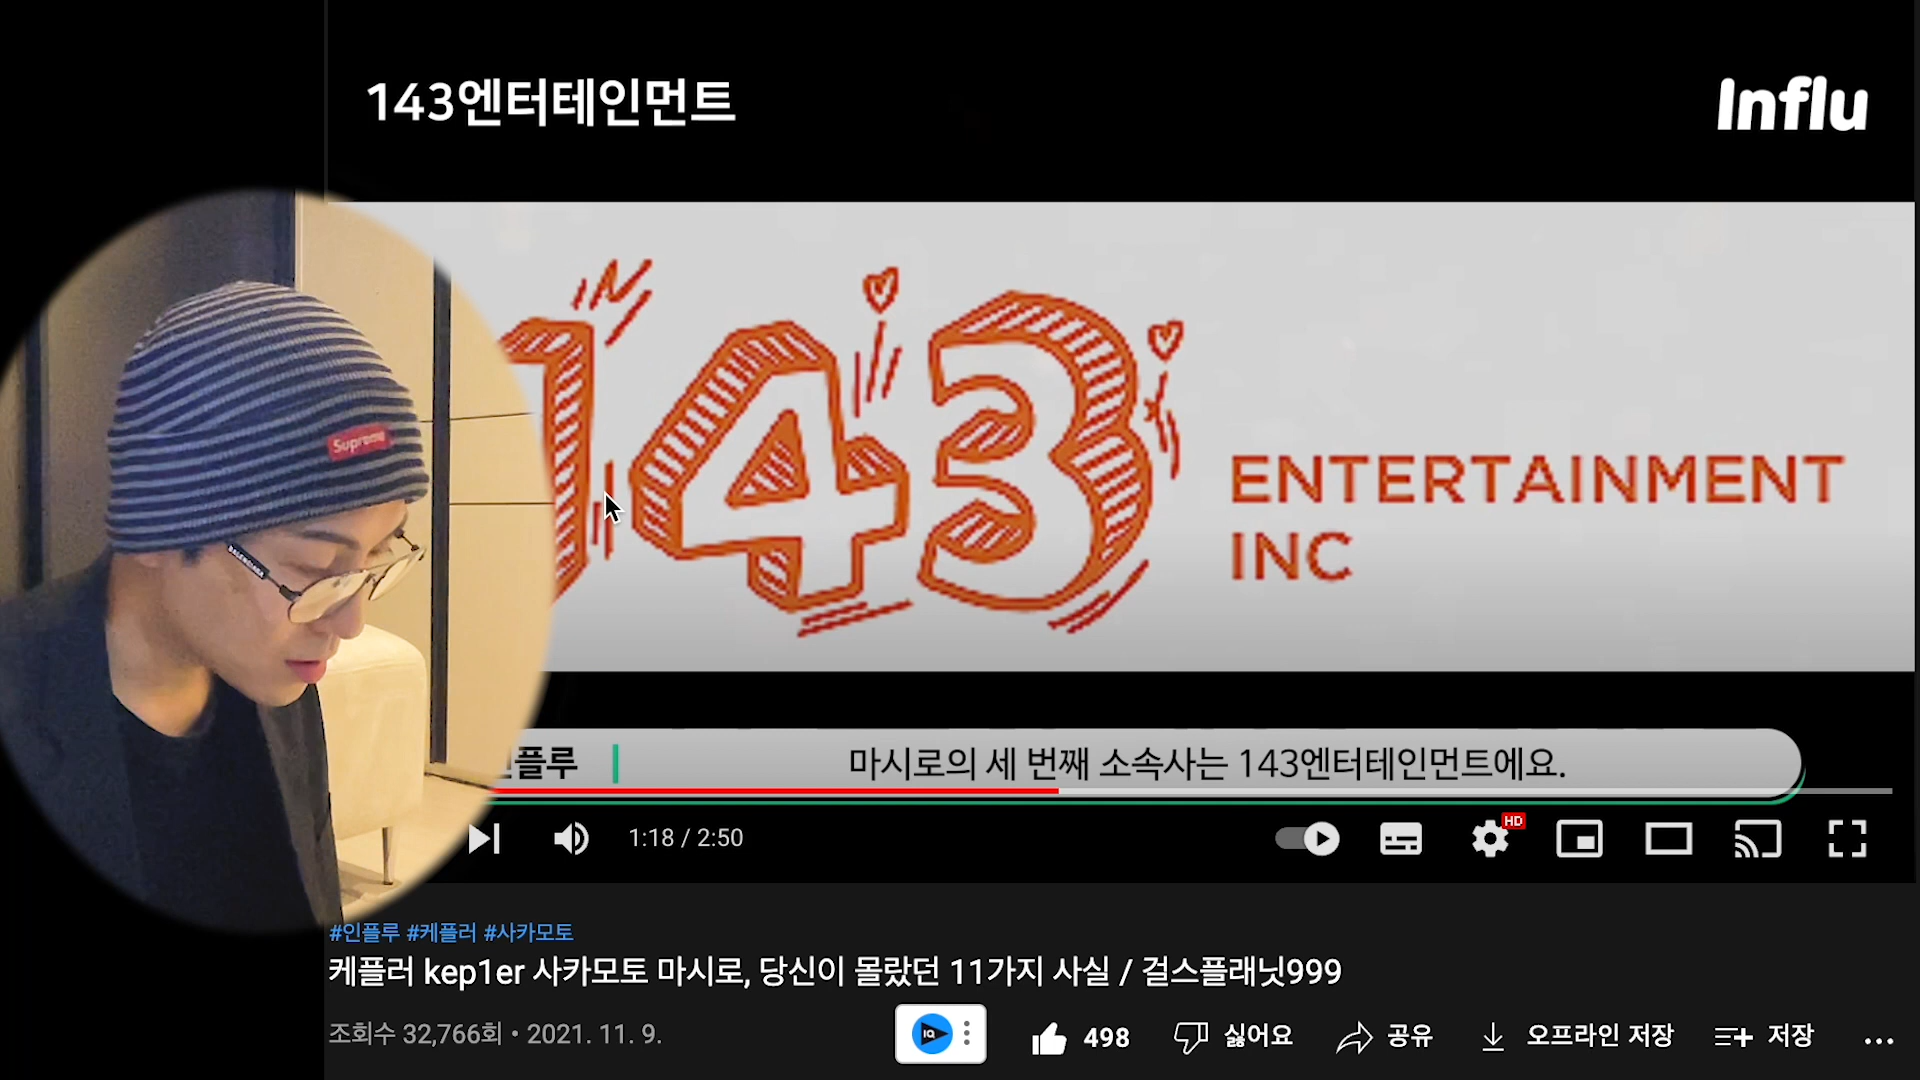 143엔터테인먼트
Influ
143
ENTERTAINMENT
INC
Supreme
BALENCIAGA
플루
마시로의 세 번째 소속사는 143엔터테인먼트에요.
1:18 / 2:50
HD
#인플루 #케플러 #사카모토
케플러 kep1er 사카모토 마시로, 당신이 몰랐던 11가지 사실 / 걸스플래닛999
조회수 32,766회 • 2021. 11. 9.
IQ
498
싫어요
공유
오프라인 저장
저장